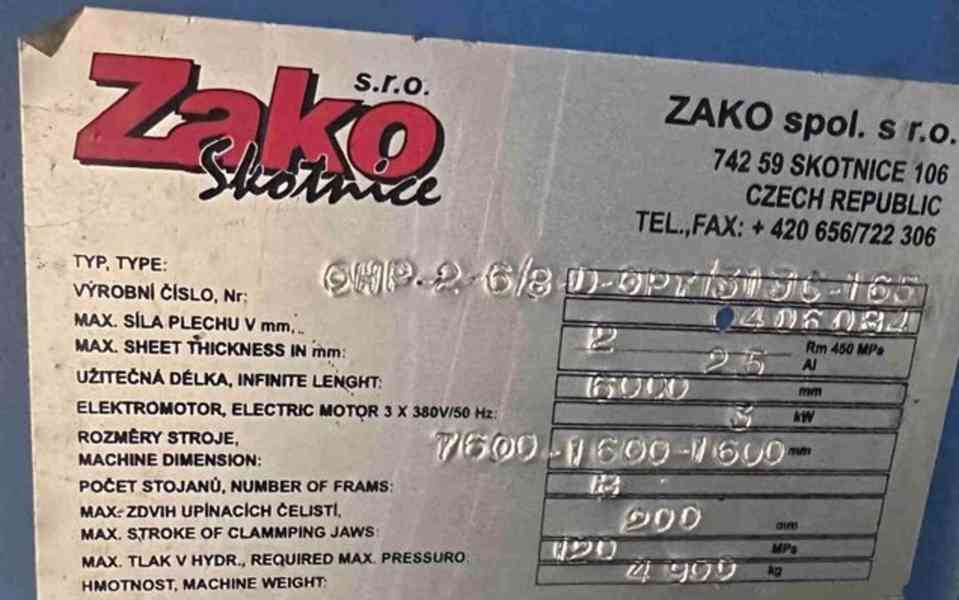 Zako s.r.o.
Skotnice
ZAKO spol. s r.o.
742 59 SKOTNICE 106
CZECH REPUBLIC
TEL.,FAX: + 420 656/722 306
TYP, TYPE:
VÝROBNÍ ČÍSLO, Nr:
MAX. SÍLA PLECHU V mm, 2 Rm 450 MPa
MAX. SHEET THICKNESS IN mm: 25 Al
UŽITEČNÁ DÉLKA, INFINITE LENGHT: 6000 mm
ELEKTROMOTOR, ELECTRIC MOTOR 3 X 380V/50 Hz: 3 kW
ROZMĚRY STROJE,
MACHINE DIMENSION: 7600-1600-1600 mm
POČET STOJANŮ, NUMBER OF FRAMS:
MAX. ZDVIH UPÍNACÍCH ČELISTÍ,
MAX. STROKE OF CLAMMPING JAWS: 200 mm
MAX. TLAK V HYDR., REQUIRED MAX. PRESSURO: 120 MPa
HMOTNOST, MACHINE WEIGHT: 4900 kg